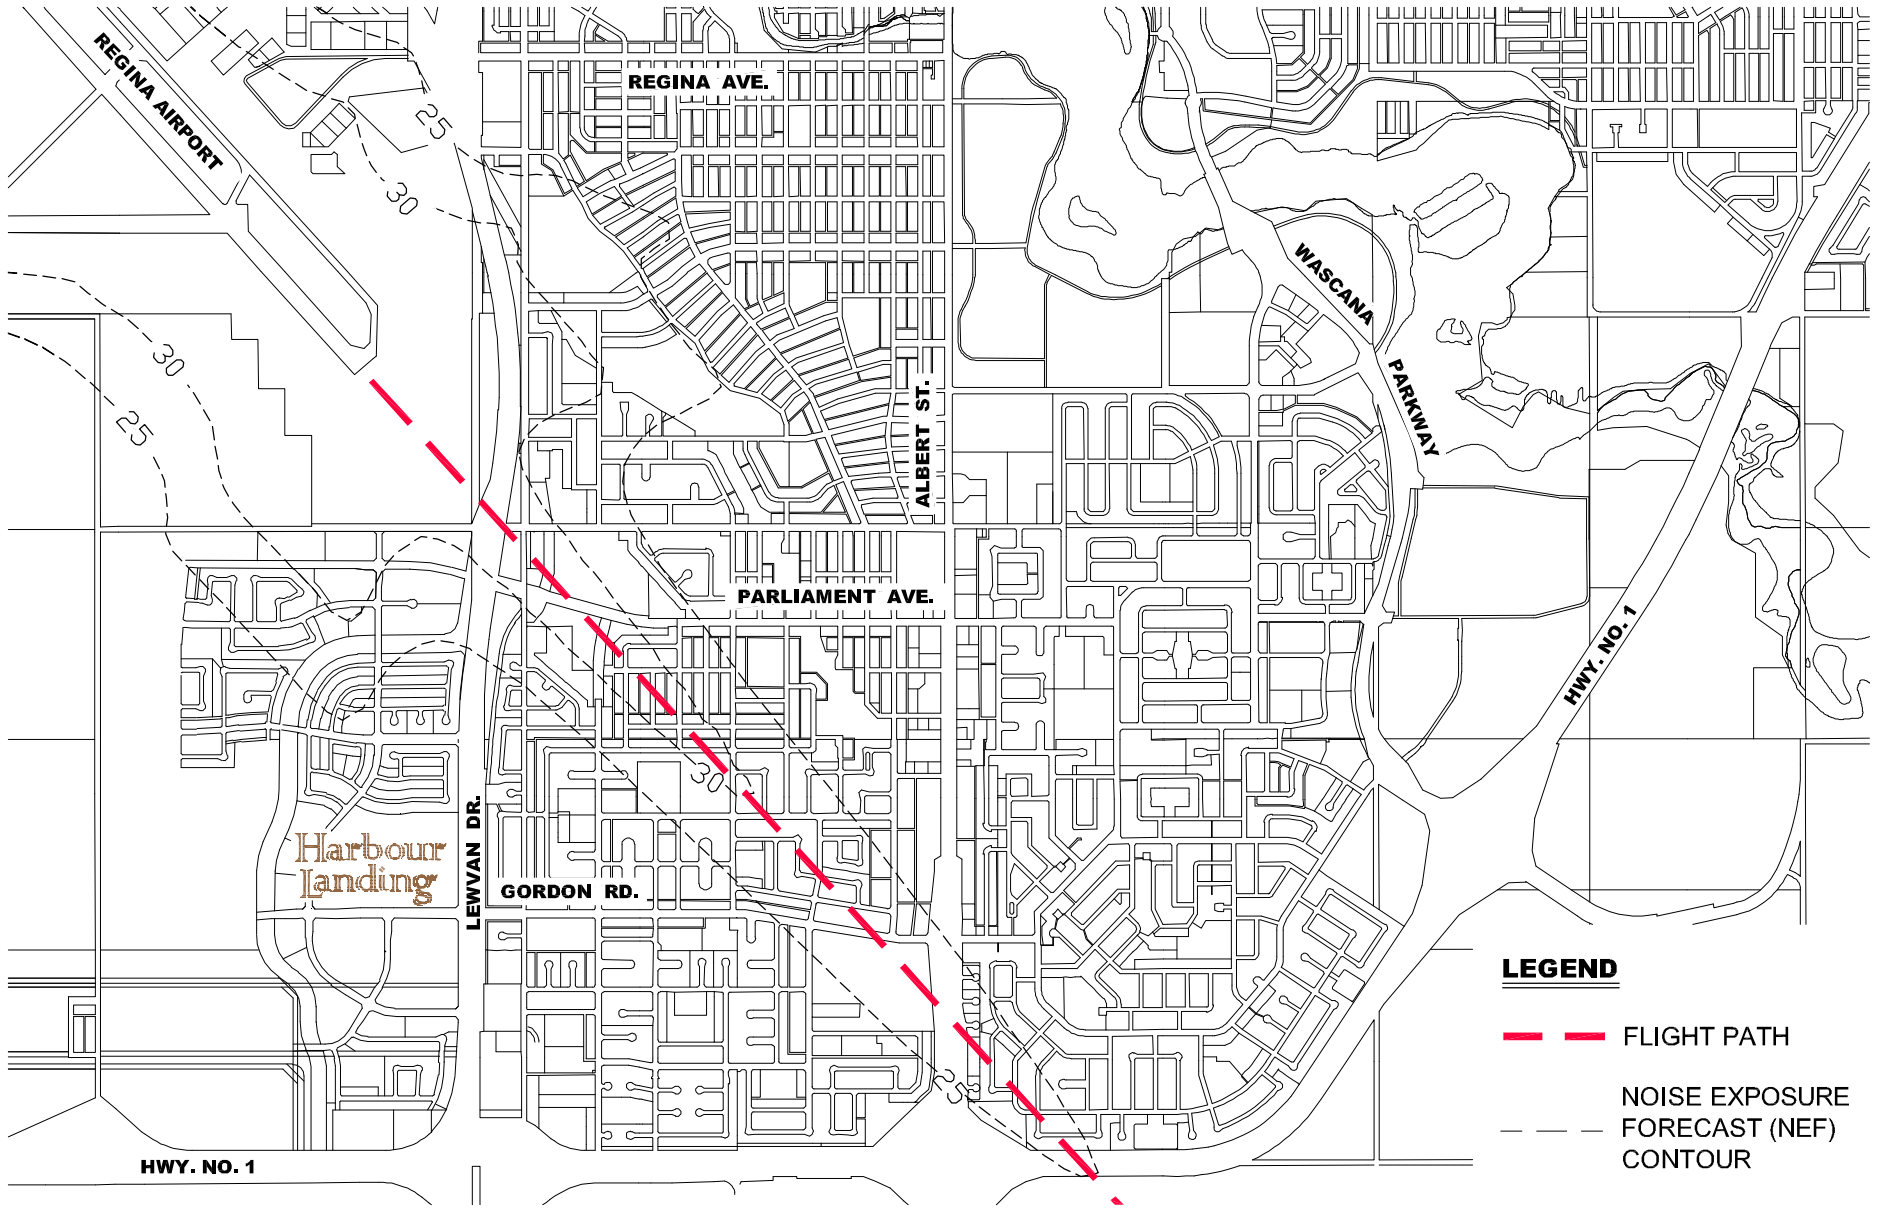 REGINA AIRPORT
REGINA AVE.
25
30
WASCANA
PARKWAY
30
25
ALBERT ST.
PARLIAMENT AVE.
HWY. NO. 1
30
Harbour
Landing
LEWVAN DR.
GORDON RD.
25
HWY. NO. 1
LEGEND
FLIGHT PATH
NOISE EXPOSURE
FORECAST (NEF)
CONTOUR